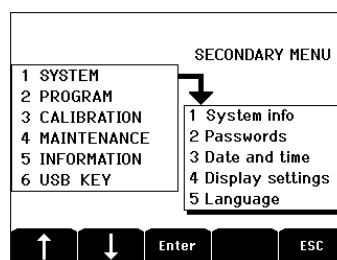 SECONDARY MENU
1 SYSTEM
2 PROGRAM
3 CALIBRATION
4 MAINTENANCE
5 INFORMATION
6 USB KEY
1 System info
2 Passwords
3 Date and time
4 Display settings
5 Language
Enter ESC